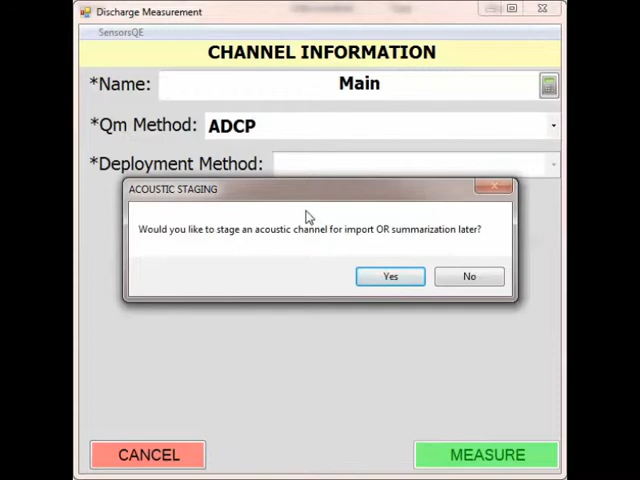 Discharge Measurement
SensorsQE
CHANNEL INFORMATION
*Name: Main
*Qm Method: ADCP
*Deployment Method:
ACOUSTIC STAGING
Would you like to stage an acoustic channel for import OR summarization later?
Yes No
CANCEL MEASURE